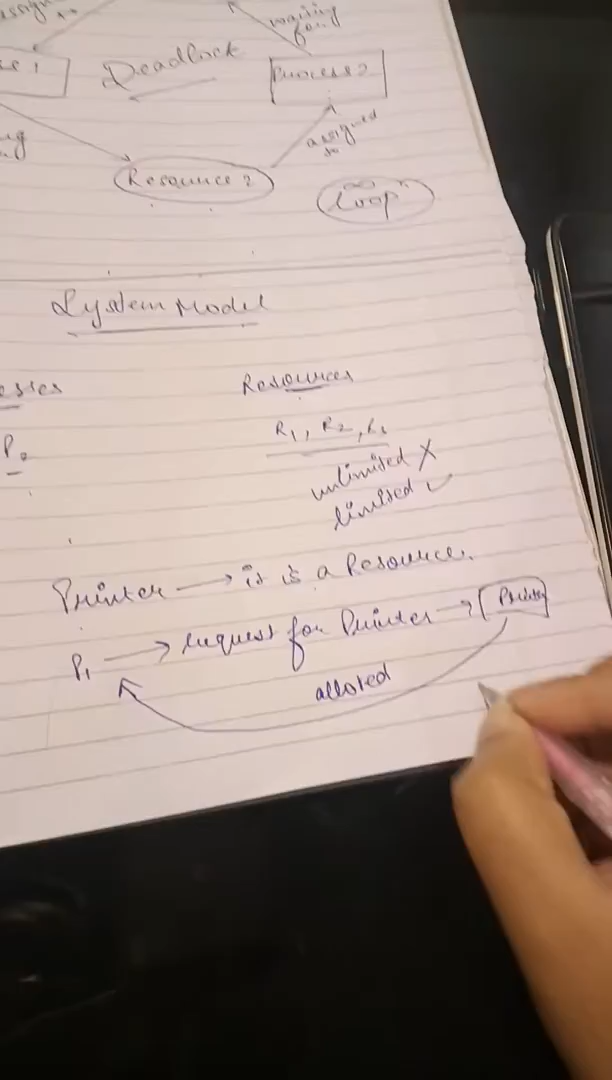 waiting
for
Deadlock
Process 2
assigned
to
Resource 2
Loop
System Model
Resources
R1, R2, R3
unlimited X
limited ✓
Printer → it is a Resource.
P1 → request for Printer → Printer
alloted